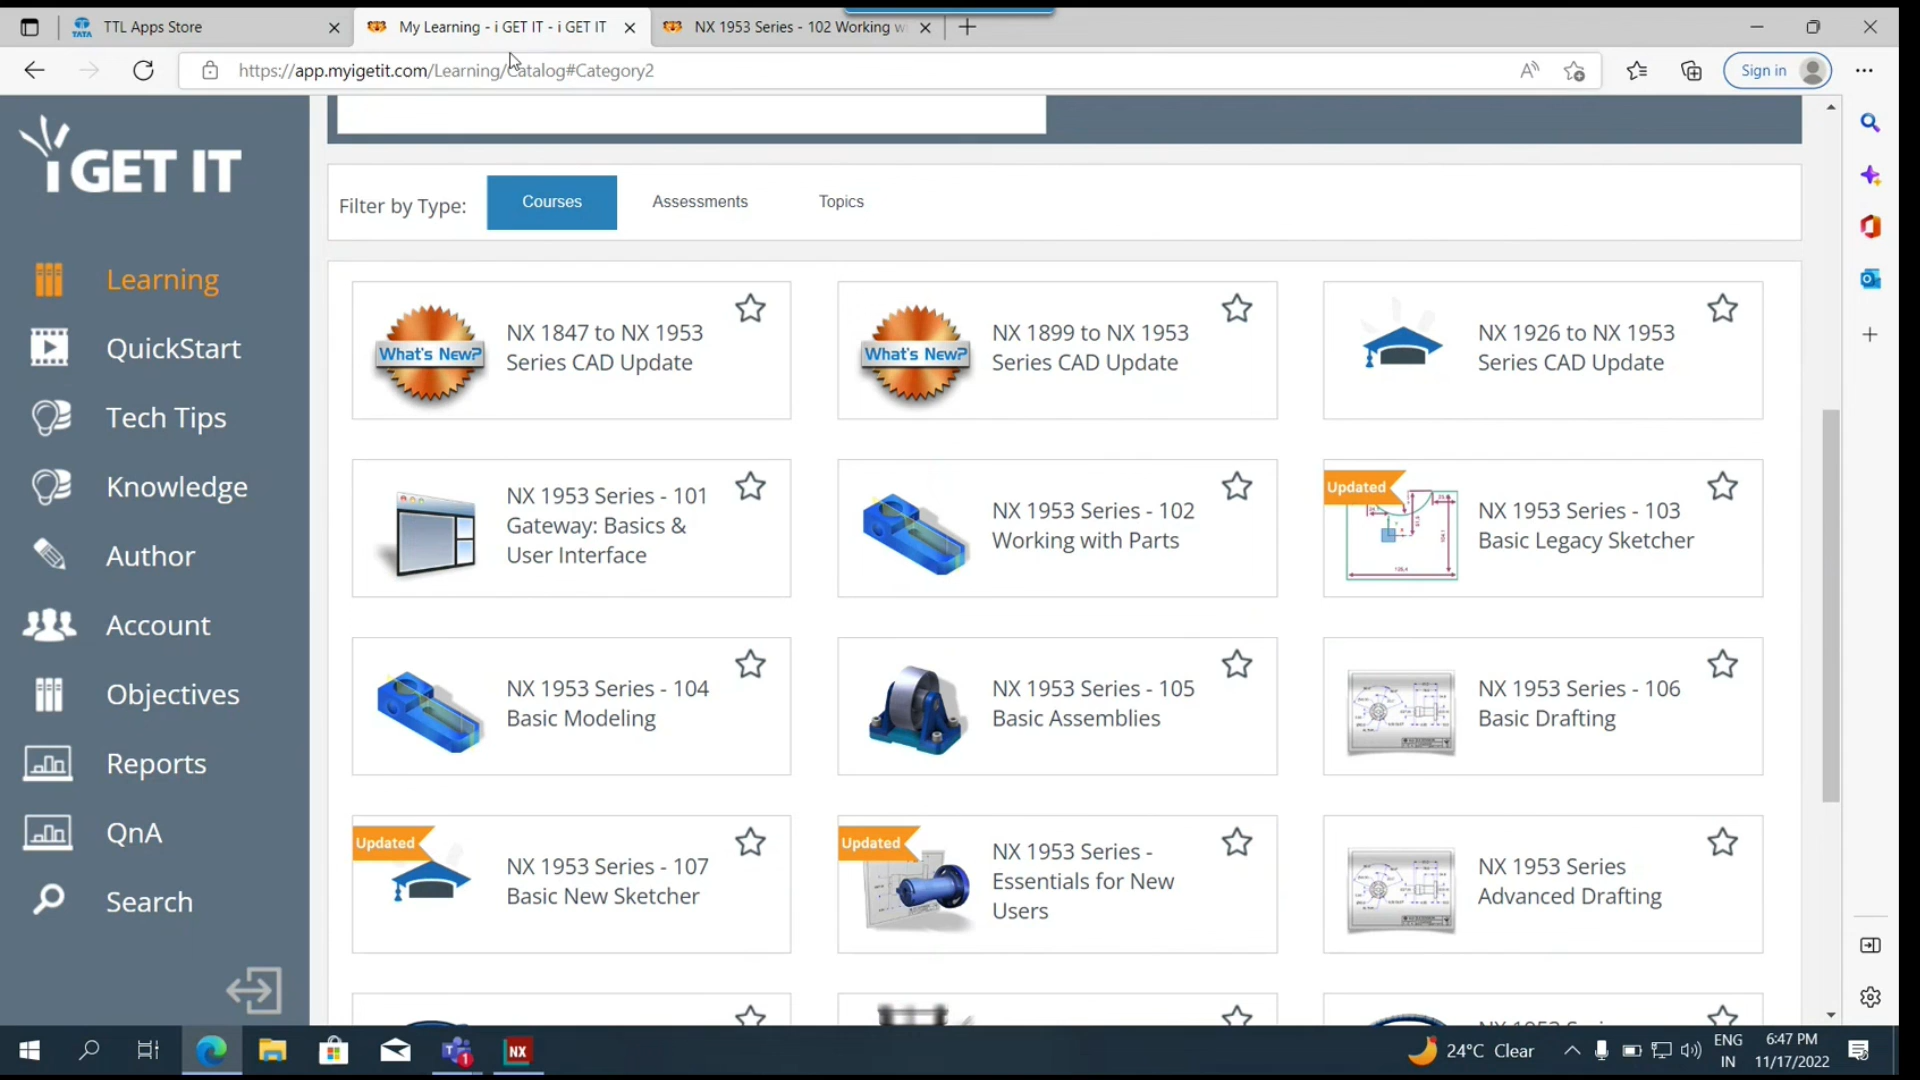 TTL Apps Store
My Learning - i GET IT - i GET IT
NX 1953 Series - 102 Working w
TATA
https://app.myigetit.com/Learning/Catalog#Category2
Sign in
i GET IT
Learning
QuickStart
Tech Tips
Knowledge
Author
Account
Objectives
Reports
QnA
Search
Filter by Type:
Courses
Assessments
Topics
What's New?
NX 1847 to NX 1953
Series CAD Update
What's New?
NX 1899 to NX 1953
Series CAD Update
NX 1926 to NX 1953
Series CAD Update
NX 1953 Series - 101
Gateway: Basics &
User Interface
NX 1953 Series - 102
Working with Parts
Updated
NX 1953 Series - 103
Basic Legacy Sketcher
NX 1953 Series - 104
Basic Modeling
NX 1953 Series - 105
Basic Assemblies
NX 1953 Series - 106
Basic Drafting
Updated
NX 1953 Series - 107
Basic New Sketcher
Updated
NX 1953 Series -
Essentials for New
Users
NX 1953 Series
Advanced Drafting
NX
24°C Clear
ENG
IN
6:47 PM
11/17/2022